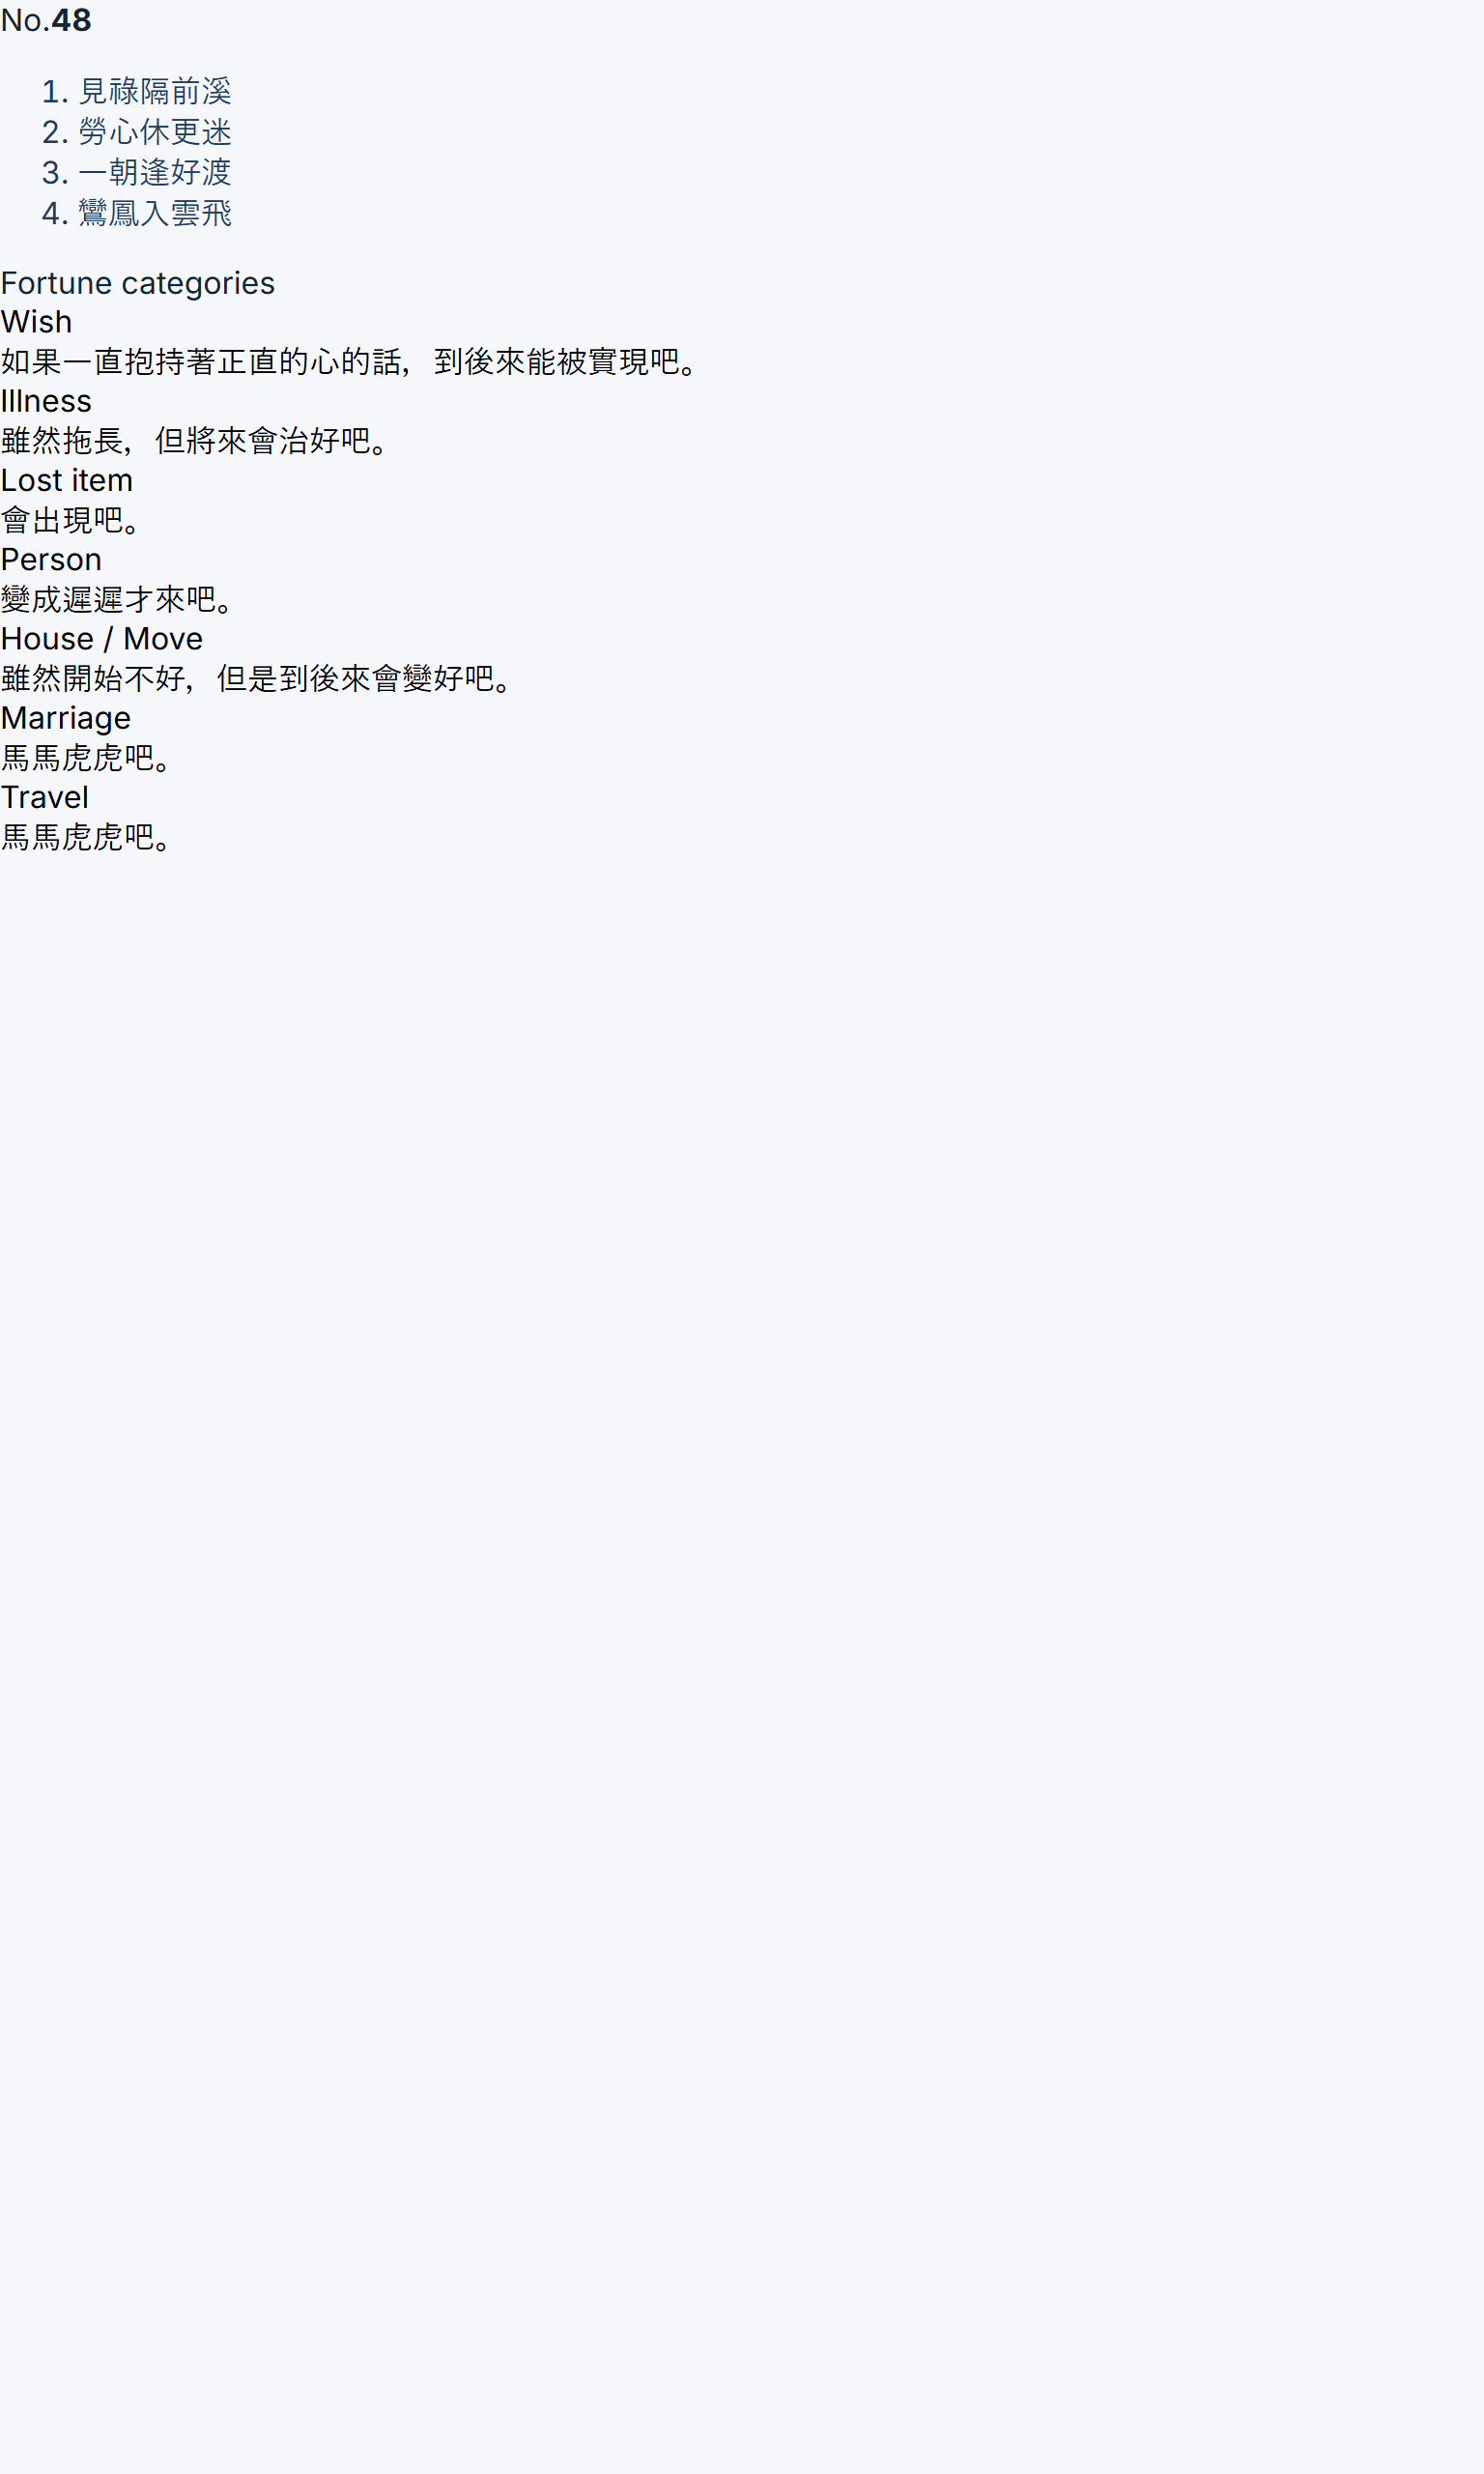 No.48
1. 見祿隔前溪
2. 勞心休更迷
3. 一朝逢好渡
4. 鸞鳳入雲飛
Fortune categories
Wish
如果一直抱持著正直的心的話，到後來能被實現吧。
Illness
雖然拖長，但將來會治好吧。
Lost item
會出現吧。
Person
變成遲遲才來吧。
House / Move
雖然開始不好，但是到後來會變好吧。
Marriage
馬馬虎虎吧。
Travel
馬馬虎虎吧。